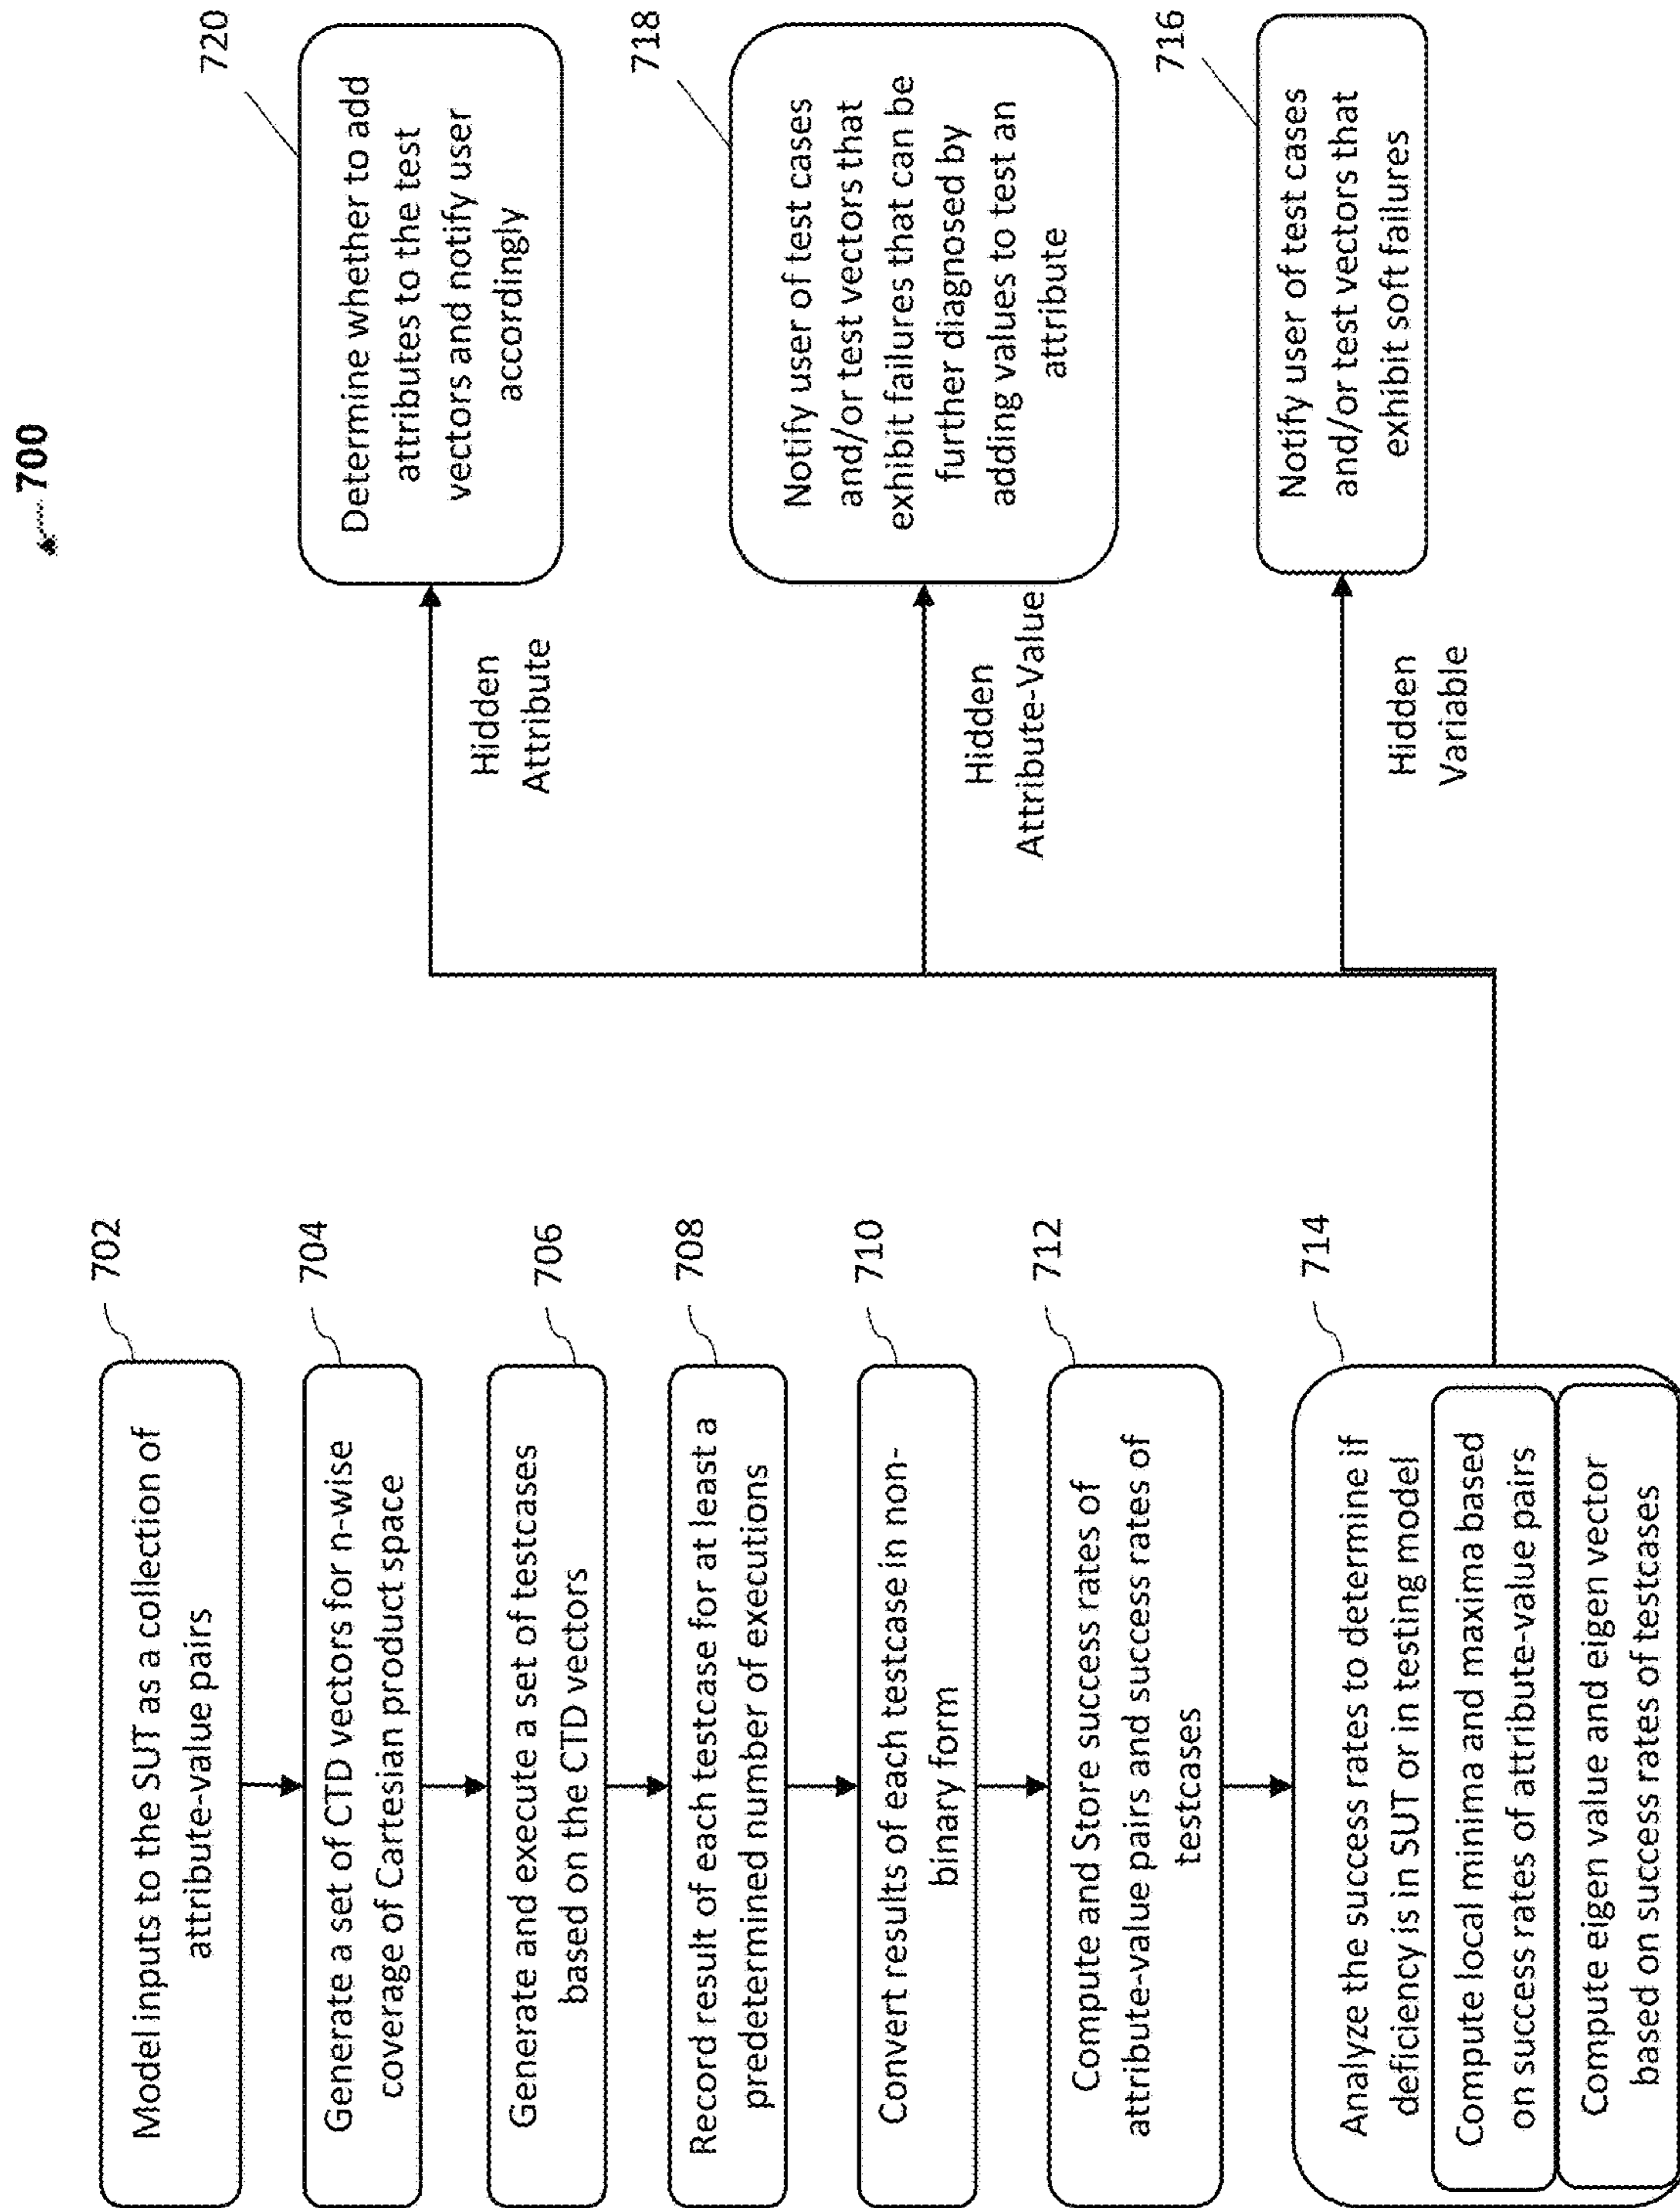 700
702
Model inputs to the SUT as a collection of
attribute-value pairs
704
Generate a set of CTD vectors for n-wise
coverage of Cartesian product space
706
Generate and execute a set of testcases
based on the CTD vectors
708
Record result of each testcase for at least a
predetermined number of executions
710
Convert results of each testcase in non-
binary form
712
Compute and Store success rates of
attribute-value pairs and success rates of
testcases
714
Analyze the success rates to determine if
deficiency is in SUT or in testing model
Compute local minima and maxima based
on success rates of attribute-value pairs
Compute eigen value and eigen vector
based on success rates of testcases
Hidden
Attribute
720
Determine whether to add
attributes to the test
vectors and notify user
accordingly
Hidden
Attribute-Value
718
Notify user of test cases
and/or test vectors that
exhibit failures that can be
further diagnosed by
adding values to test an
attribute
Hidden
Variable
716
Notify user of test cases
and/or test vectors that
exhibit soft failures